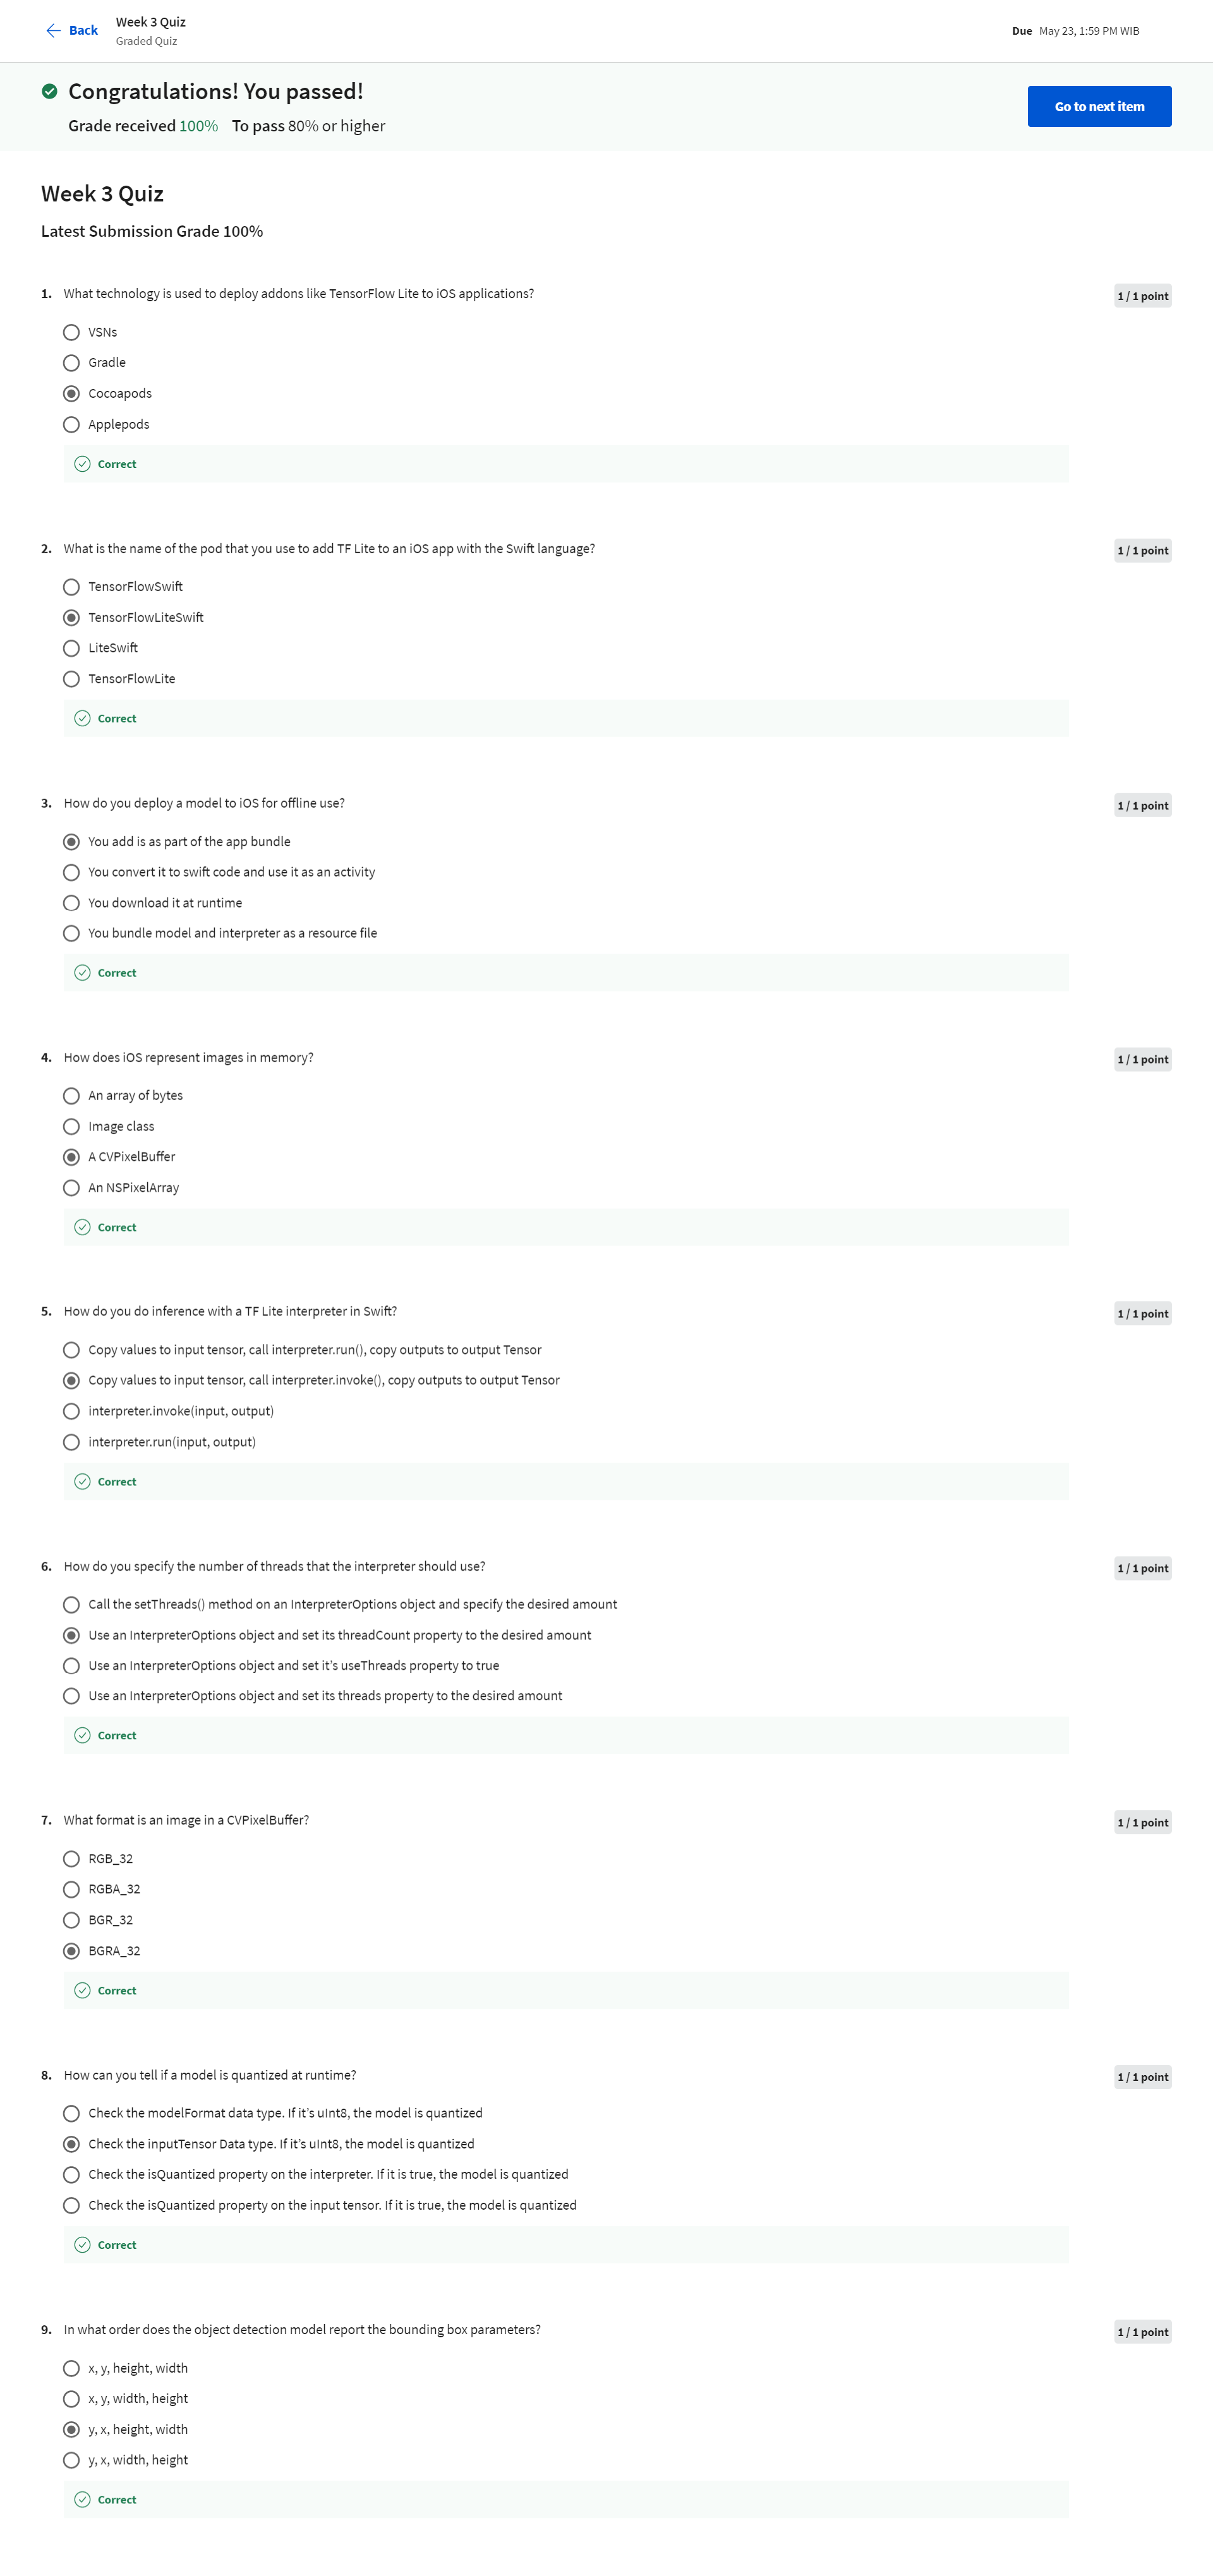 Back
Week 3 Quiz
Graded Quiz
Due May 23, 1:59 PM WIB
Congratulations! You passed!
Grade received 100% To pass 80% or higher
Go to next item
Week 3 Quiz
Latest Submission Grade 100%
1. What technology is used to deploy addons like TensorFlow Lite to iOS applications?
1 / 1 point
VSNs
Gradle
Cocoapods
Applepods
Correct
2. What is the name of the pod that you use to add TF Lite to an iOS app with the Swift language?
1 / 1 point
TensorFlowSwift
TensorFlowLiteSwift
LiteSwift
TensorFlowLite
Correct
3. How do you deploy a model to iOS for offline use?
1 / 1 point
You add is as part of the app bundle
You convert it to swift code and use it as an activity
You download it at runtime
You bundle model and interpreter as a resource file
Correct
4. How does iOS represent images in memory?
1 / 1 point
An array of bytes
Image class
A CVPixelBuffer
An NSPixelArray
Correct
5. How do you do inference with a TF Lite interpreter in Swift?
1 / 1 point
Copy values to input tensor, call interpreter.run(), copy outputs to output Tensor
Copy values to input tensor, call interpreter.invoke(), copy outputs to output Tensor
interpreter.invoke(input, output)
interpreter.run(input, output)
Correct
6. How do you specify the number of threads that the interpreter should use?
1 / 1 point
Call the setThreads() method on an InterpreterOptions object and specify the desired amount
Use an InterpreterOptions object and set its threadCount property to the desired amount
Use an InterpreterOptions object and set it’s useThreads property to true
Use an InterpreterOptions object and set its threads property to the desired amount
Correct
7. What format is an image in a CVPixelBuffer?
1 / 1 point
RGB_32
RGBA_32
BGR_32
BGRA_32
Correct
8. How can you tell if a model is quantized at runtime?
1 / 1 point
Check the modelFormat data type. If it’s uInt8, the model is quantized
Check the inputTensor Data type. If it’s uInt8, the model is quantized
Check the isQuantized property on the interpreter. If it is true, the model is quantized
Check the isQuantized property on the input tensor. If it is true, the model is quantized
Correct
9. In what order does the object detection model report the bounding box parameters?
1 / 1 point
x, y, height, width
x, y, width, height
y, x, height, width
y, x, width, height
Correct